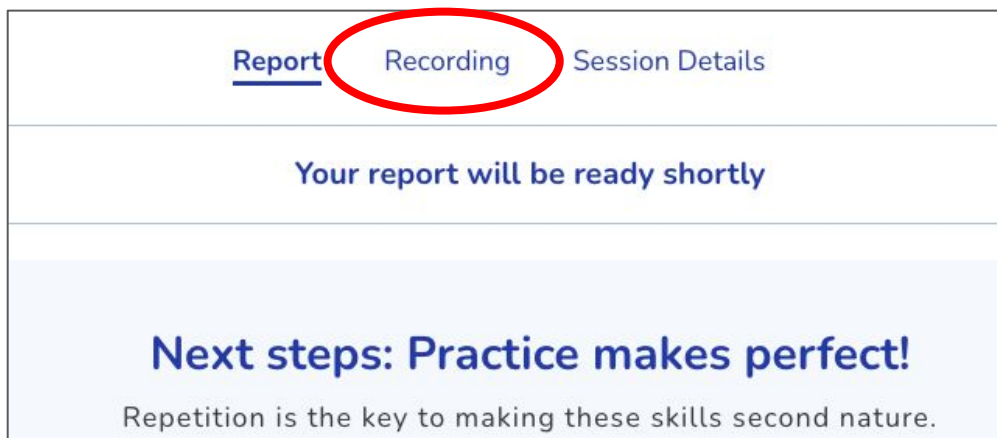 Report Recording Session Details
Your report will be ready shortly
Next steps: Practice makes perfect!
Repetition is the key to making these skills second nature.